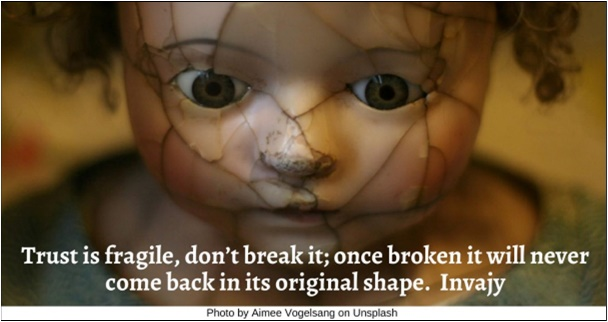 Trust is fragile, don't break it; once broken it will never
come back in its original shape.  Invajy
Photo by Aimee Vogelsang on Unsplash